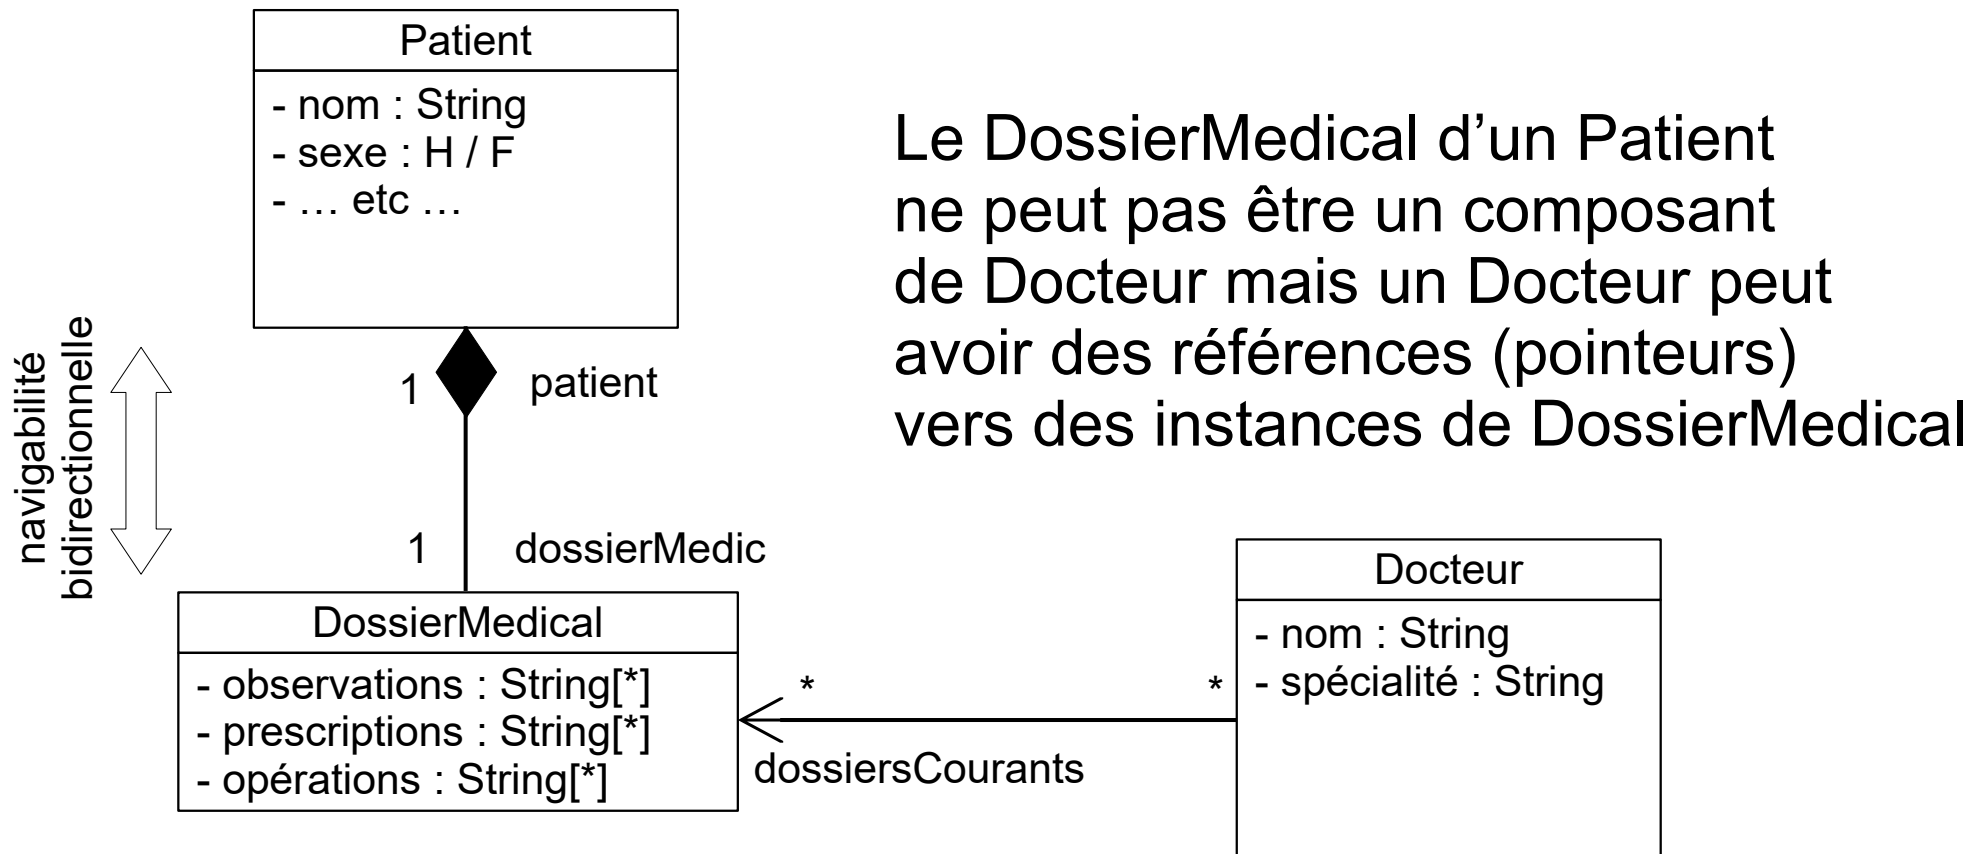 Patient
- nom : String
- sexe : H / F
- … etc …
Le DossierMedical d’un Patient
ne peut pas être un composant
de Docteur mais un Docteur peut
avoir des références (pointeurs)
vers des instances de DossierMedical
navigabilité
bidirectionnelle
1
patient
1
dossierMedic
DossierMedical
- observations : String[*]
- prescriptions : String[*]
- opérations : String[*]
*
*
dossiersCourants
Docteur
- nom : String
- spécialité : String